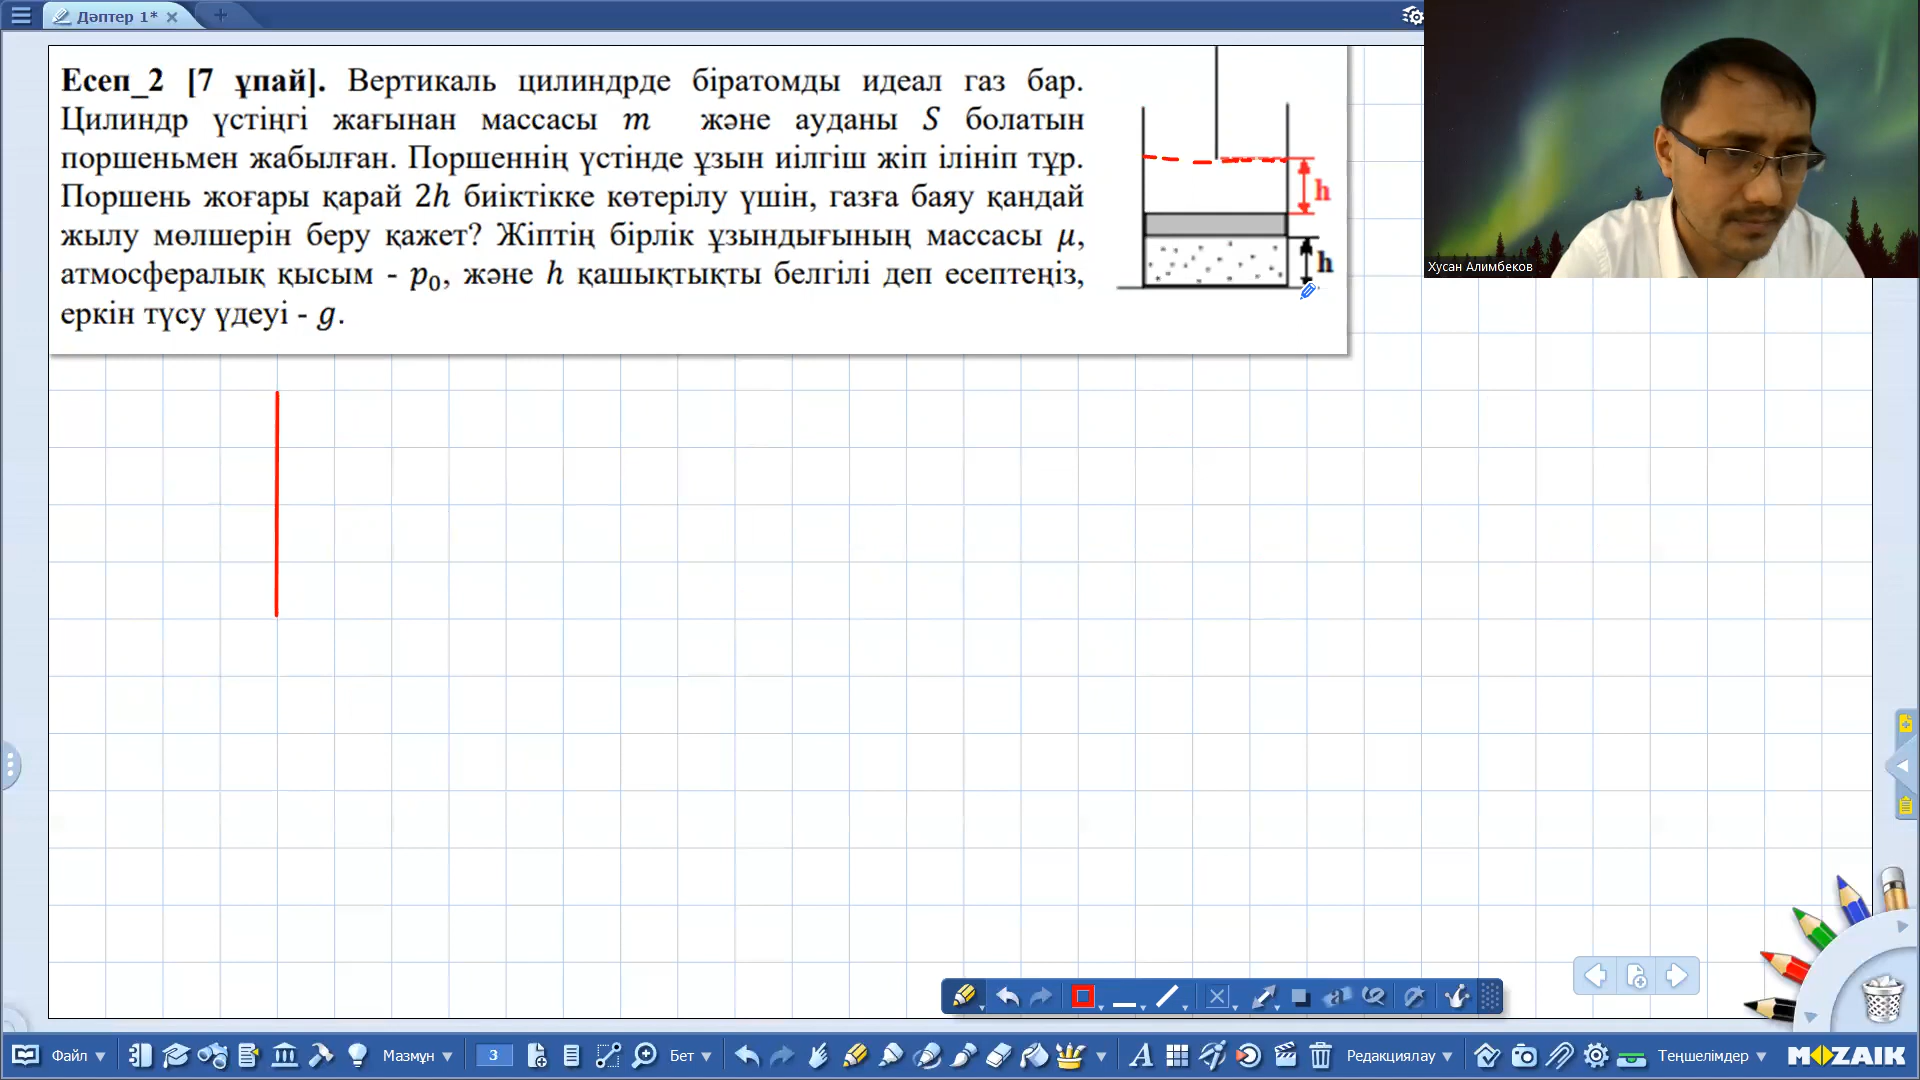 Дәптер 1*
Есеп_2 [7 ұпай]. Вертикаль цилиндрде біратомды идеал газ бар.
Цилиндр үстіңгі жағынан массасы m және ауданы S болатын
поршеньмен жабылған. Поршеннің үстінде ұзын иілгіш жіп ілініп тұр.
Поршень жоғары қарай 2h биіктікке көтерілу үшін, газға баяу қандай
жылу мөлшерін беру қажет? Жіптің бірлік ұзындығының массасы μ,
атмосфералық қысым - p₀, және h қашықтықты белгілі деп есептеңіз,
еркін түсу үдеуі - g.
h
h
Хусан Алимбеков
Файл
Мазмұн
3
Бет
Редакциялау
Теңшелімдер
MOZAIK